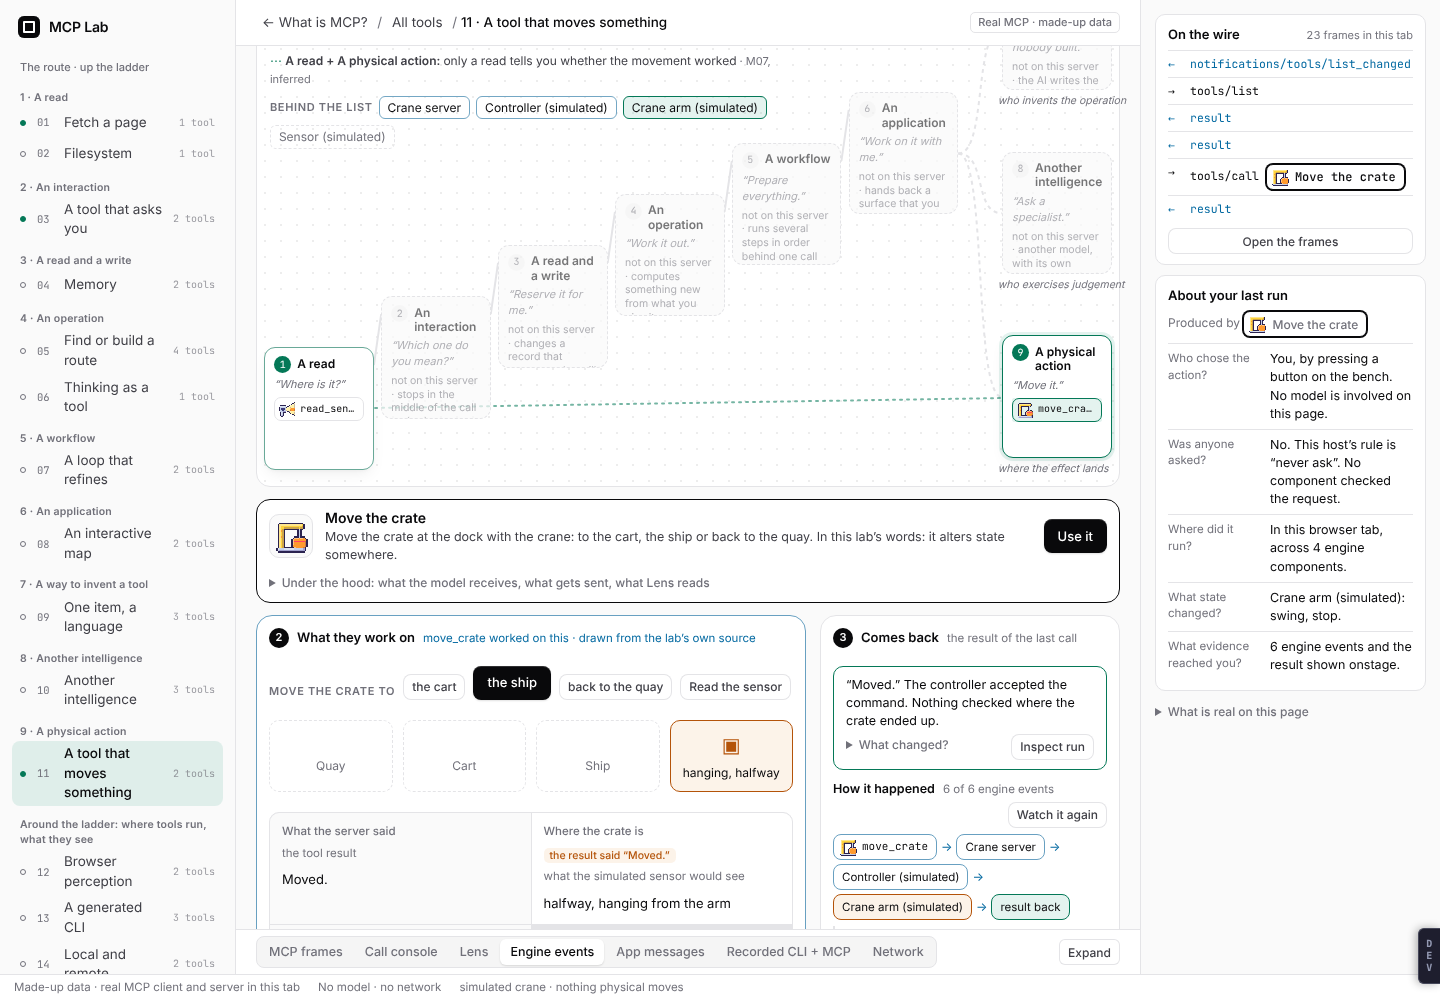 MCP Lab
The route · up the ladder
1 · A read
01 Fetch a page 1 tool
02 Filesystem 1 tool
2 · An interaction
03 A tool that asks you 2 tools
3 · A read and a write
04 Memory 2 tools
4 · An operation
05 Find or build a route 4 tools
06 Thinking as a tool 1 tool
5 · A workflow
07 A loop that refines 2 tools
6 · An application
08 An interactive map 2 tools
7 · A way to invent a tool
09 One item, a language 3 tools
8 · Another intelligence
10 Another intelligence 3 tools
9 · A physical action
11 A tool that moves something 2 tools
Around the ladder: where tools run, what they see
12 Browser perception 2 tools
13 A generated CLI 3 tools
14 Local and remote 2 tools
← What is MCP? / All tools / 11 · A tool that moves something
Real MCP · made-up data
··· A read + A physical action: only a read tells you whether the movement worked · M07,
inferred
BEHIND THE LIST Crane server Controller (simulated) Crane arm (simulated)
Sensor (simulated)
1 A read
“Where is it?”
read_sen…
2 An interaction
“Which one do you mean?”
not on this server · stops in the middle of the call
3 A read and a write
“Reserve it for me.”
not on this server · changes a record that
4 An operation
“Work it out.”
not on this server · computes something new from what you
5 A workflow
“Prepare everything.”
not on this server · runs several steps in order behind one call
6 An application
“Work on it with me.”
not on this server · hands back a surface that you
nobody built.
not on this server · the AI writes the
who invents the operation
8 Another intelligence
“Ask a specialist.”
not on this server · another model, with its own
who exercises judgement
9 A physical action
“Move it.”
move_cra…
where the effect lands
Move the crate
Move the crate at the dock with the crane: to the cart, the ship or back to the quay. In this lab’s words: it alters state
somewhere.
Use it
Under the hood: what the model receives, what gets sent, what Lens reads
2 What they work on move_crate worked on this · drawn from the lab’s own source
MOVE THE CRATE TO the cart the ship back to the quay Read the sensor
Quay Cart Ship hanging, halfway
What the server said
the tool result
Moved.
Where the crate is
the result said “Moved.”
what the simulated sensor would see
halfway, hanging from the arm
3 Comes back the result of the last call
“Moved.” The controller accepted the
command. Nothing checked where the
crate ended up.
What changed? Inspect run
How it happened 6 of 6 engine events
Watch it again
move_crate → Crane server →
Controller (simulated) →
Crane arm (simulated) → result back
MCP frames Call console Lens Engine events App messages Recorded CLI + MCP Network
Expand
On the wire 23 frames in this tab
← notifications/tools/list_changed
→ tools/list
← result
← result
→ tools/call Move the crate
← result
Open the frames
About your last run
Produced by Move the crate
Who chose the action? You, by pressing a button on the bench. No model is involved on this page.
Was anyone asked? No. This host’s rule is “never ask”. No component checked the request.
Where did it run? In this browser tab, across 4 engine components.
What state changed? Crane arm (simulated): swing, stop.
What evidence reached you? 6 engine events and the result shown onstage.
What is real on this page
DEV
Made-up data · real MCP client and server in this tab No model · no network simulated crane · nothing physical moves